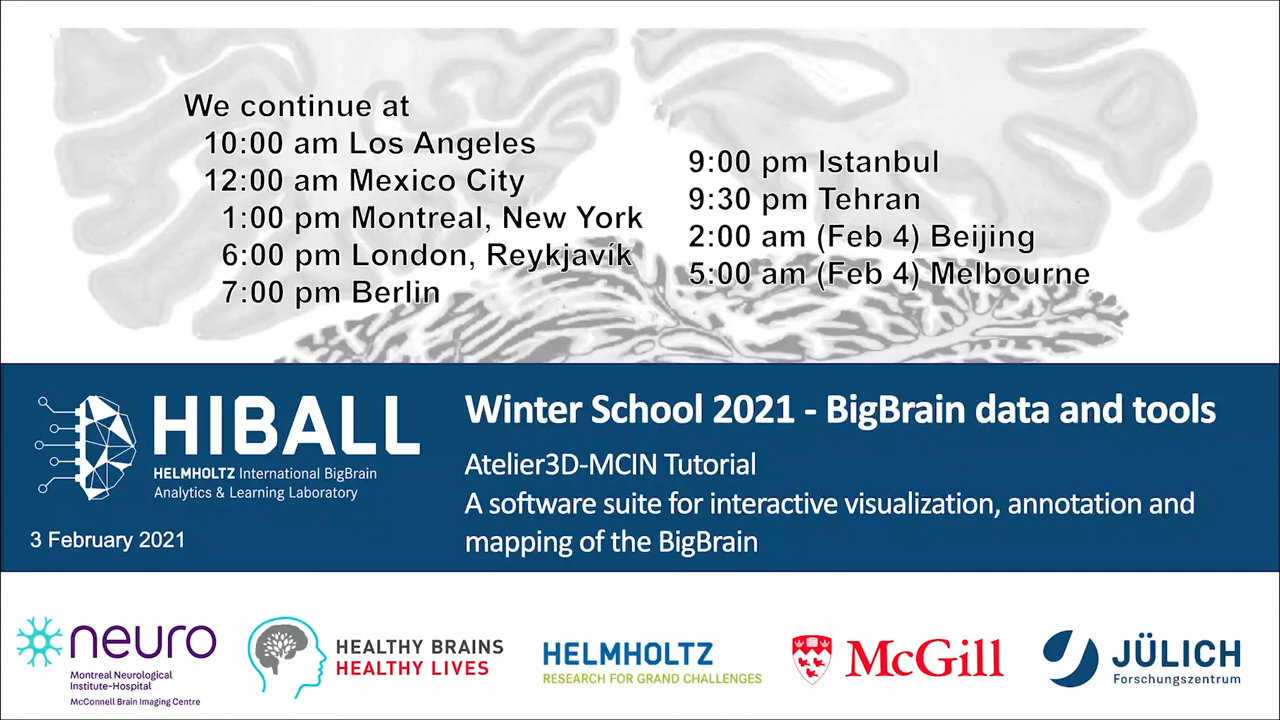 We continue at
10:00 am Los Angeles
12:00 am Mexico City
1:00 pm Montreal, New York
6:00 pm London, Reykjavík
7:00 pm Berlin
9:00 pm Istanbul
9:30 pm Tehran
2:00 am (Feb 4) Beijing
5:00 am (Feb 4) Melbourne
HIBALL
HELMHOLTZ International BigBrain
Analytics & Learning Laboratory
3 February 2021
Winter School 2021 - BigBrain data and tools
Atelier3D-MCIN Tutorial
A software suite for interactive visualization, annotation and
mapping of the BigBrain
neuro
Montreal Neurological
Institute-Hospital
McConnell Brain Imaging Centre
HEALTHY BRAINS
HEALTHY LIVES
HELMHOLTZ
RESEARCH FOR GRAND CHALLENGES
McGill
JÜLICH
Forschungszentrum